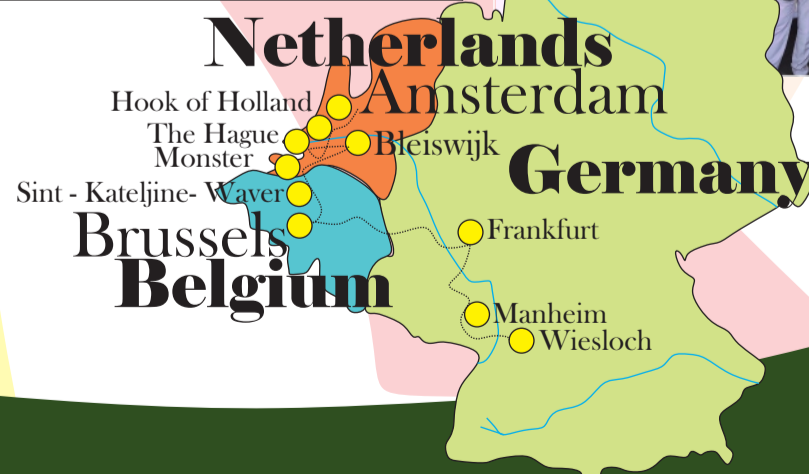 Netherlands
Amsterdam
Hook of Holland
The Hague
Bleiswijk
Monster
Germany
Sint - Kateljine- Waver
Brussels
Frankfurt
Belgium
Manheim
Wiesloch